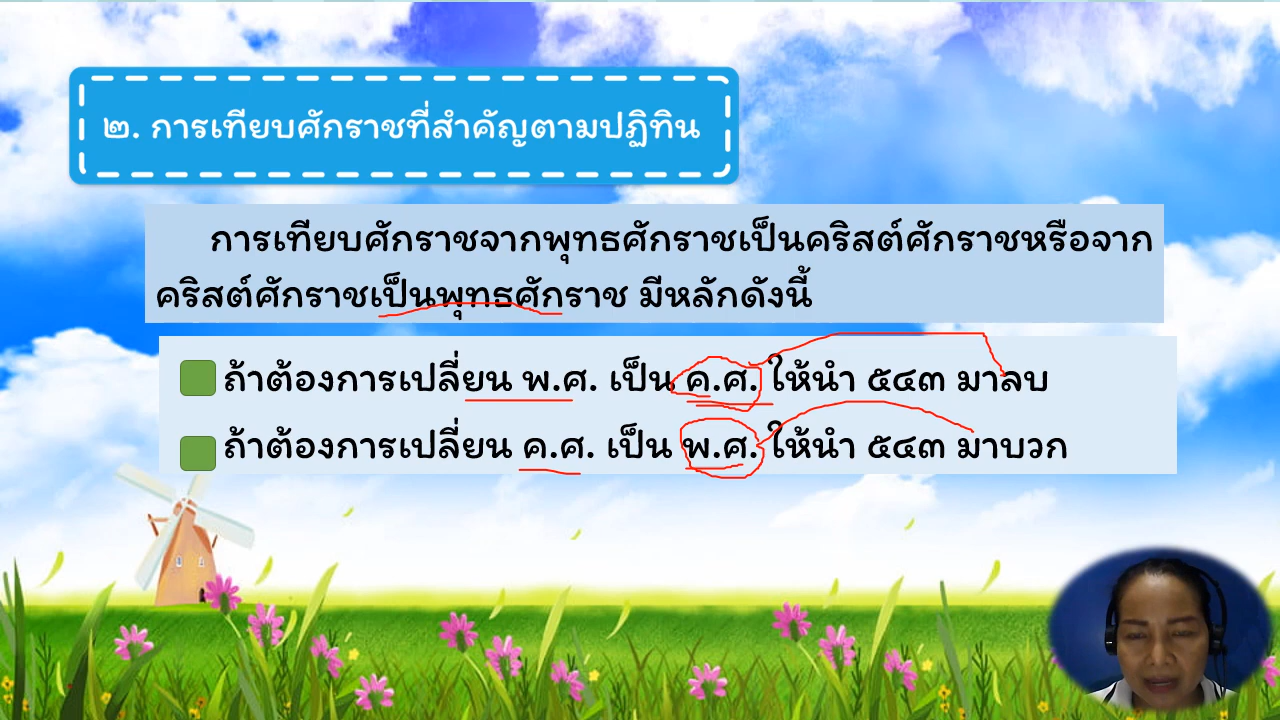 ๒. การเทียบศักราชที่สำคัญตามปฏิทิน
การเทียบศักราชจากพุทธศักราชเป็นคริสต์ศักราชหรือจาก
คริสต์ศักราชเป็นพุทธศักราช มีหลักดังนี้
ถ้าต้องการเปลี่ยน พ.ศ. เป็น ค.ศ. ให้นำ ๕๔๓ มาลบ
ถ้าต้องการเปลี่ยน ค.ศ. เป็น พ.ศ. ให้นำ ๕๔๓ มาบวก